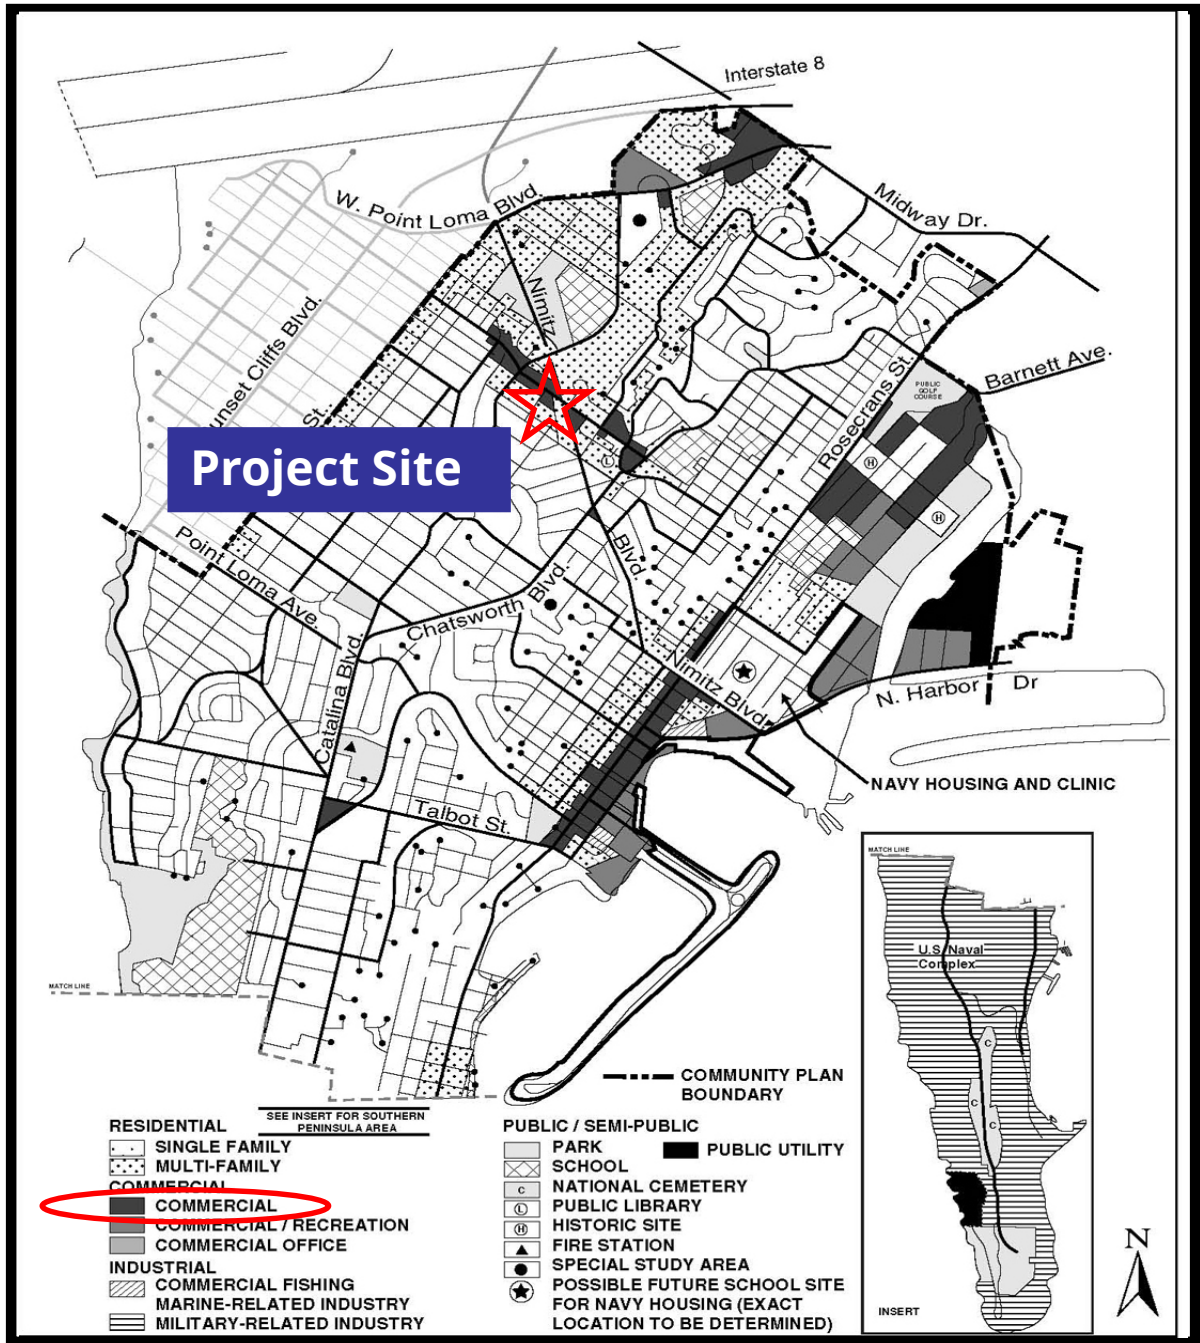 Interstate 8
W. Point Loma Blvd.
Midway Dr.
Nimitz
unset Cliffs Blvd.
St.
Barnett Ave.
PUBLIC
GOLF
COURSE
Rosecrans St.
H
Project Site
L
H
Point Loma Ave.
Blvd.
Chatsworth Blvd.
Catalina Blvd.
Nimitz Blvd.
N. Harbor Dr
NAVY HOUSING AND CLINIC
Talbot St.
MATCH LINE
MATCH LINE
U.S. Naval
Complex
C
C
C
INSERT
N
COMMUNITY PLAN
BOUNDARY
SEE INSERT FOR SOUTHERN
PENINSULA AREA
RESIDENTIAL
SINGLE FAMILY
MULTI-FAMILY
COMMERCIAL
COMMERCIAL
COMMERCIAL / RECREATION
COMMERCIAL OFFICE
INDUSTRIAL
COMMERCIAL FISHING
MARINE-RELATED INDUSTRY
MILITARY-RELATED INDUSTRY
PUBLIC / SEMI-PUBLIC
PARK
PUBLIC UTILITY
SCHOOL
C NATIONAL CEMETERY
L PUBLIC LIBRARY
H HISTORIC SITE
FIRE STATION
SPECIAL STUDY AREA
POSSIBLE FUTURE SCHOOL SITE
FOR NAVY HOUSING (EXACT
LOCATION TO BE DETERMINED)